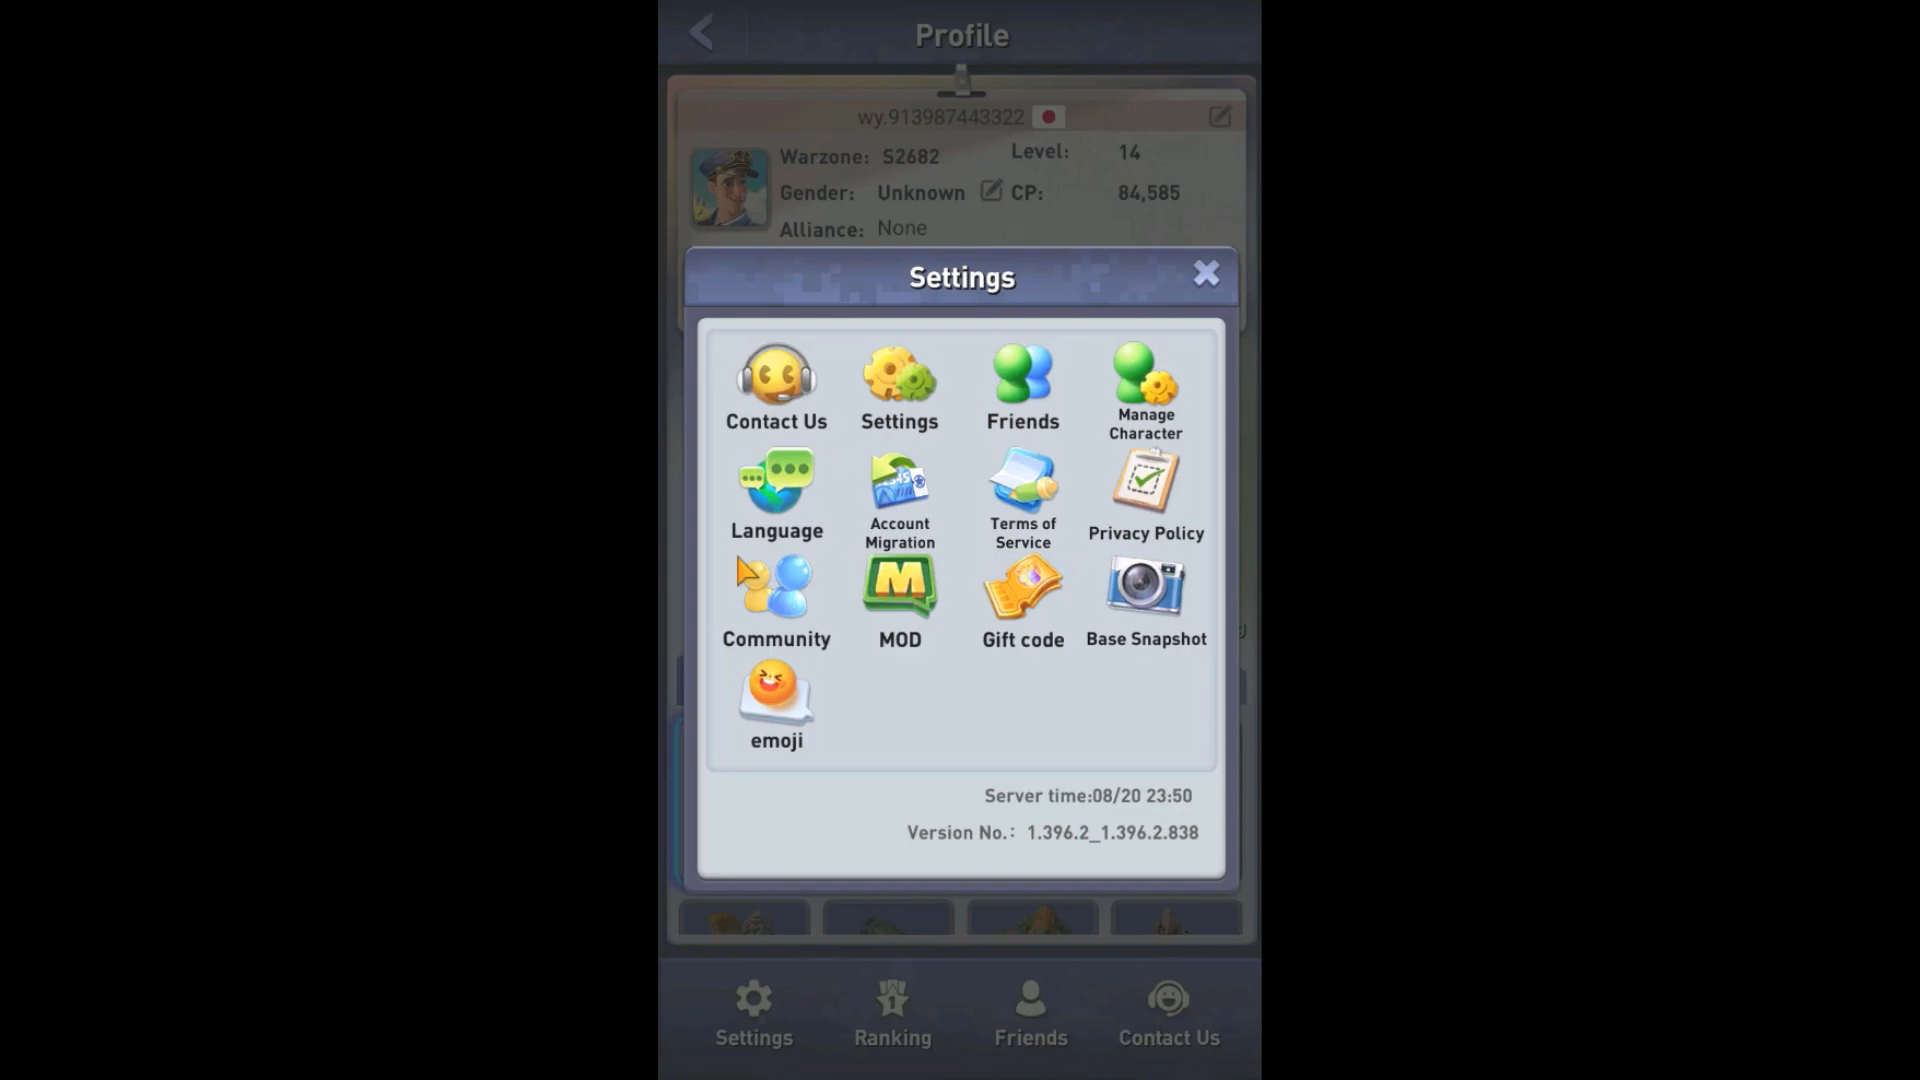 Profile
wy.913987443322
Warzone: S2682
Level: 14
Gender: Unknown
CP: 84,585
Alliance: None
Settings
Contact Us
Settings
Friends
Manage
Character
Language
Account
Migration
Terms of
Service
Privacy Policy
Community
MOD
Gift code
Base Snapshot
emoji
Server time:08/20 23:50
Version No.: 1.396.2_1.396.2.838
Settings
Ranking
Friends
Contact Us